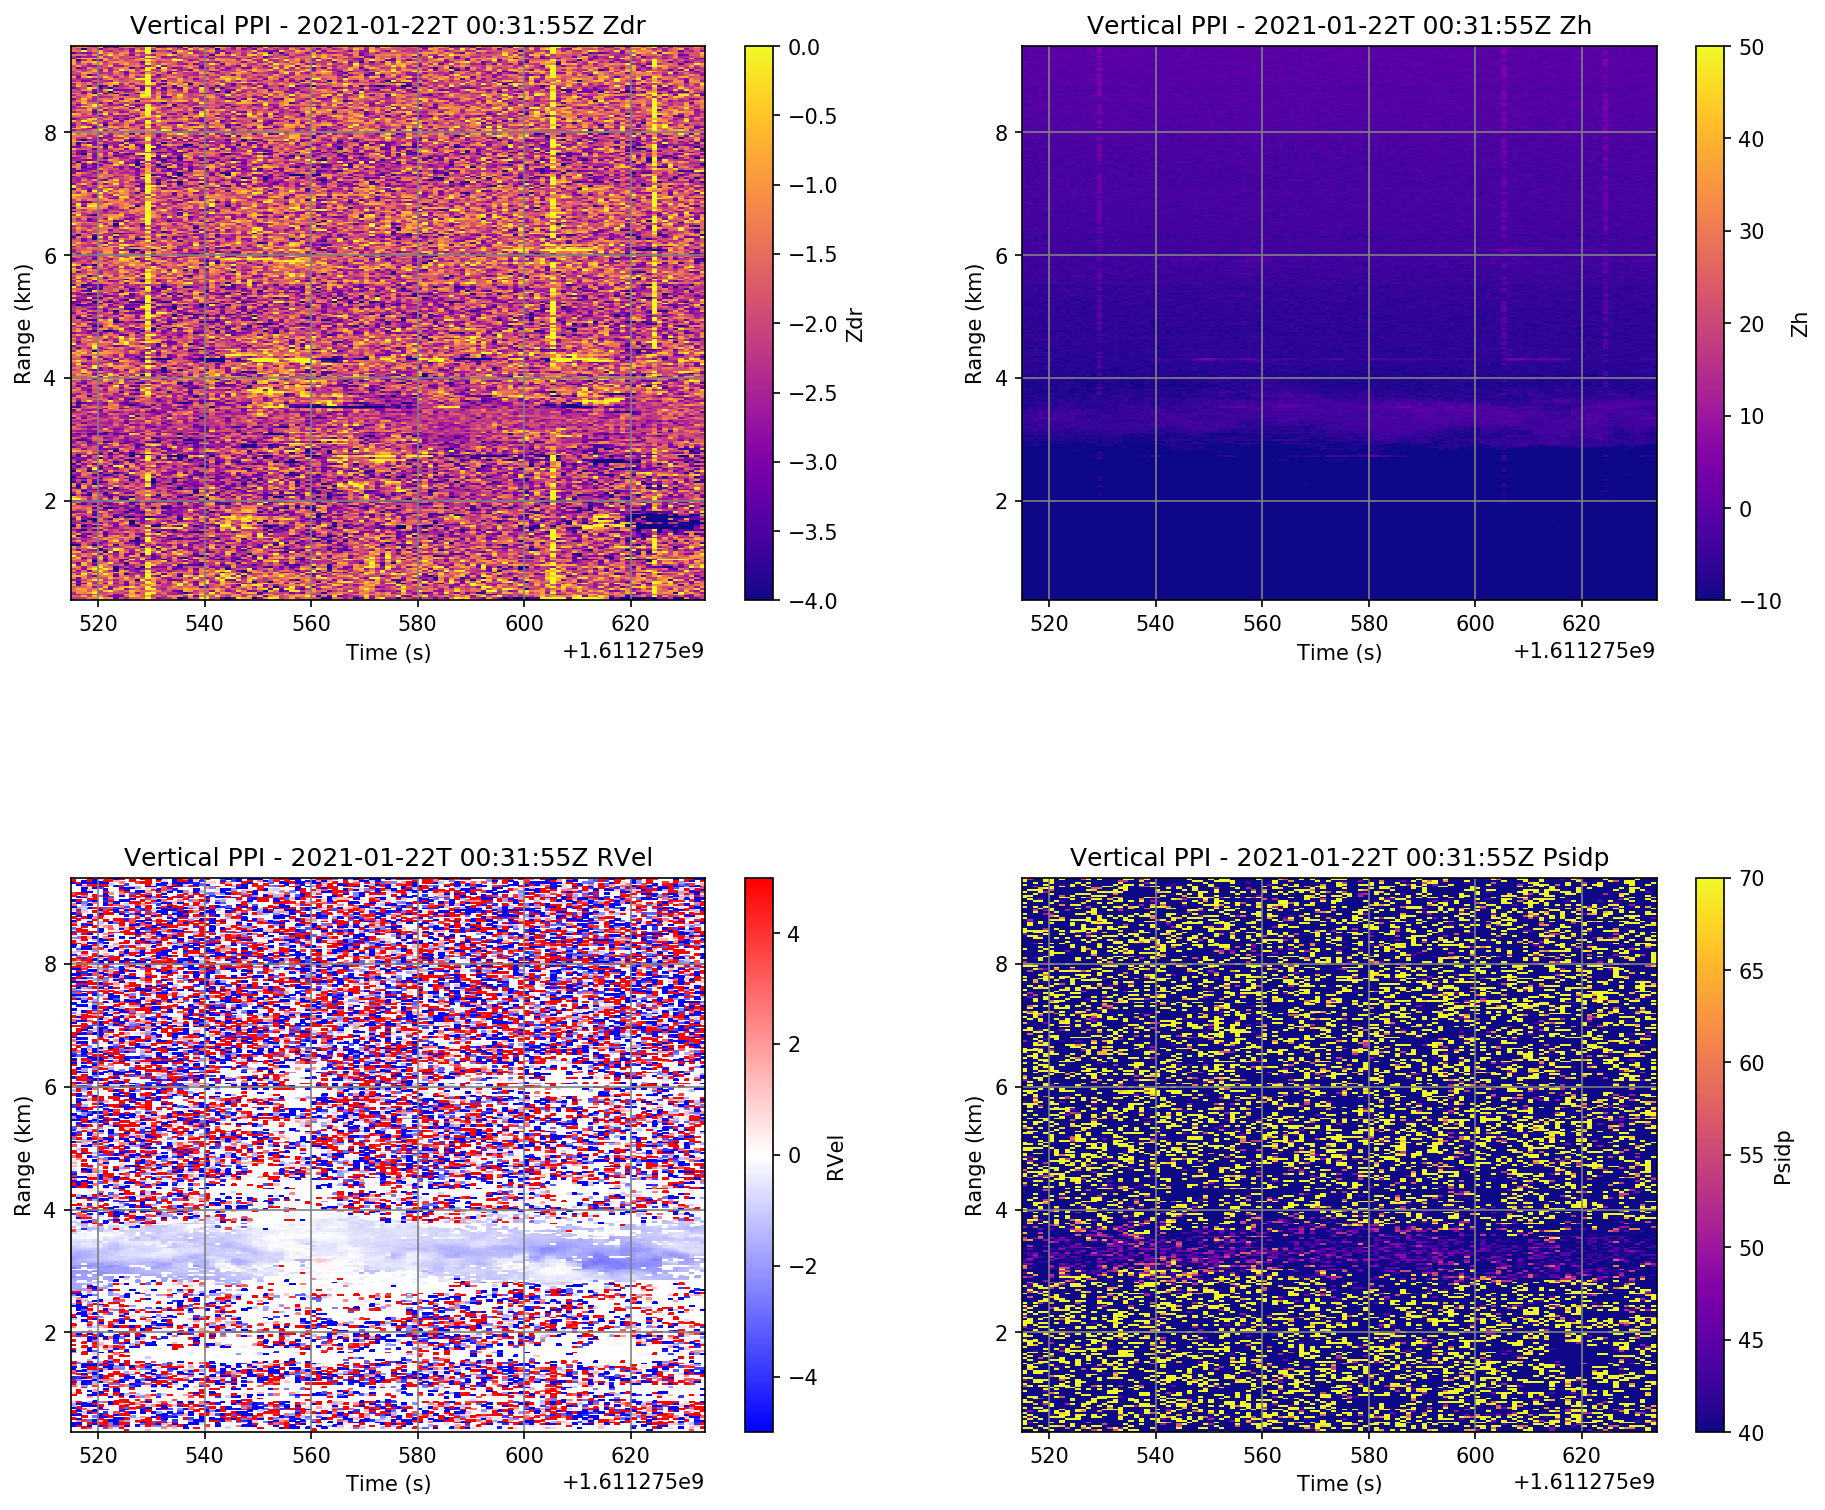 Vertical PPI - 2021-01-22T 00:31:55Z Zdr
Range (km)
8
6
4
2
520 540 560 580 600 620
Time (s)
+1.611275e9
0.0
−0.5
−1.0
−1.5
−2.0
−2.5
−3.0
−3.5
−4.0
Zdr
Vertical PPI - 2021-01-22T 00:31:55Z Zh
Range (km)
8
6
4
2
520 540 560 580 600 620
Time (s)
+1.611275e9
50
40
30
20
10
0
−10
Zh
Vertical PPI - 2021-01-22T 00:31:55Z RVel
Range (km)
8
6
4
2
520 540 560 580 600 620
Time (s)
+1.611275e9
4
2
0
−2
−4
RVel
Vertical PPI - 2021-01-22T 00:31:55Z Psidp
Range (km)
8
6
4
2
520 540 560 580 600 620
Time (s)
+1.611275e9
70
65
60
55
50
45
40
Psidp